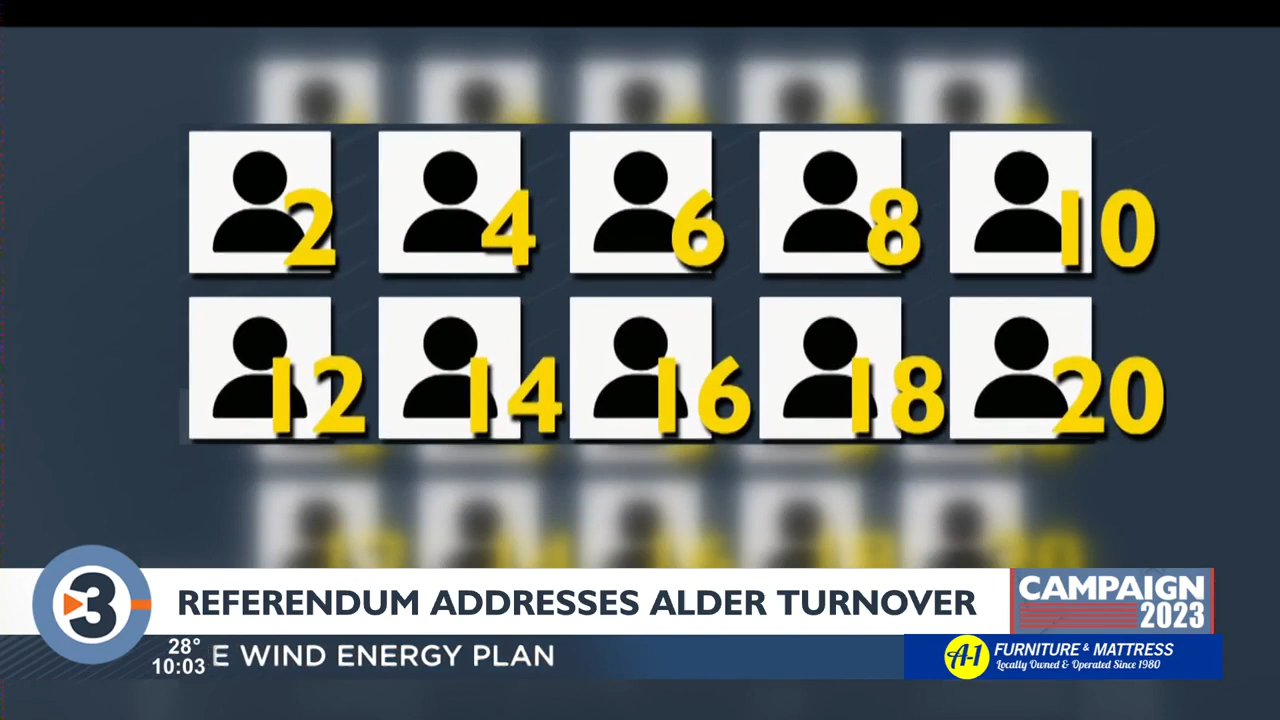 2 4 6 8 10
12 14 16 18 20
3
REFERENDUM ADDRESSES ALDER TURNOVER
CAMPAIGN
2023
28°
10:03
E WIND ENERGY PLAN
A-1
FURNITURE & MATTRESS
Locally Owned & Operated Since 1980